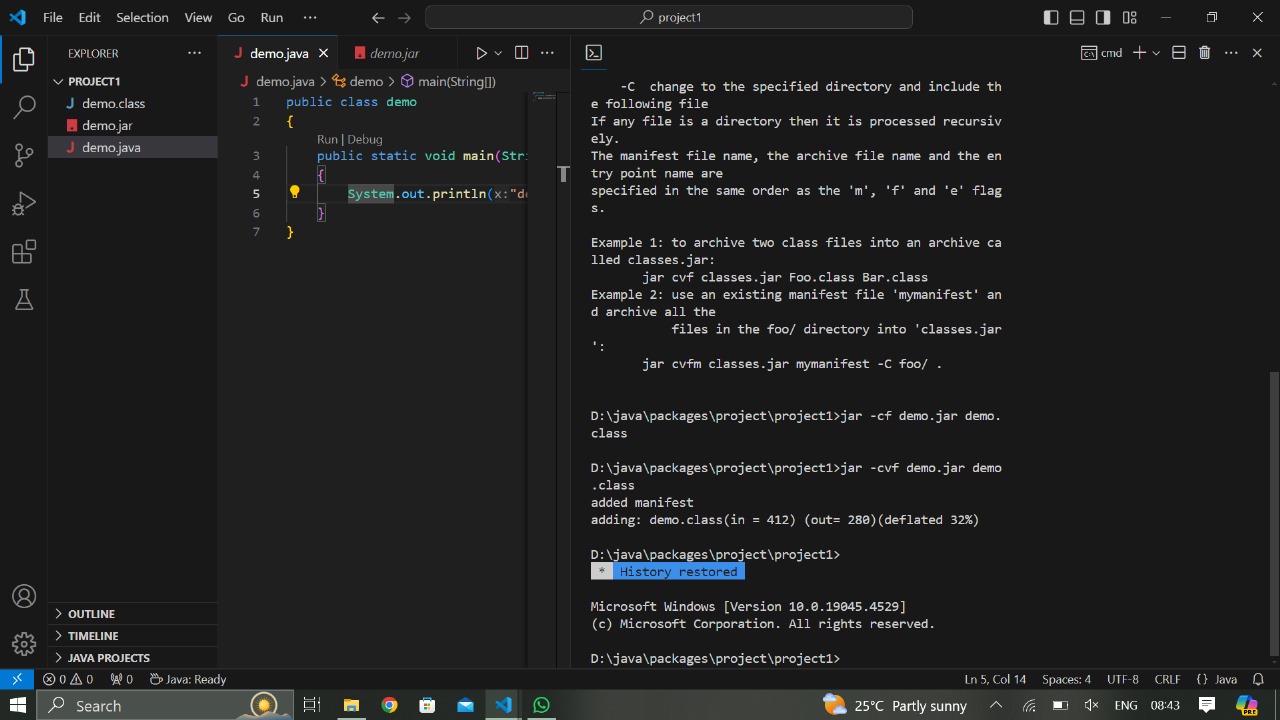 File Edit Selection View Go Run ··· project1
EXPLORER ···
PROJECT1
demo.class
demo.jar
demo.java
OUTLINE
TIMELINE
JAVA PROJECTS
demo.java demo.jar ···
demo.java > demo > main(String[])
1 public class demo
2 {
Run | Debug
3 public static void main(Stri
4 {
5 System.out.println(x:"de
6 }
7 }
cmd ···
-C change to the specified directory and include th
e following file
If any file is a directory then it is processed recursiv
ely.
The manifest file name, the archive file name and the en
try point name are
specified in the same order as the 'm', 'f' and 'e' flag
s.
Example 1: to archive two class files into an archive ca
lled classes.jar:
jar cvf classes.jar Foo.class Bar.class
Example 2: use an existing manifest file 'mymanifest' an
d archive all the
files in the foo/ directory into 'classes.jar
':
jar cvfm classes.jar mymanifest -C foo/ .
D:\java\packages\project\project1>jar -cf demo.jar demo.
class
D:\java\packages\project\project1>jar -cvf demo.jar demo
.class
added manifest
adding: demo.class(in = 412) (out= 280)(deflated 32%)
D:\java\packages\project\project1>
* History restored
Microsoft Windows [Version 10.0.19045.4529]
(c) Microsoft Corporation. All rights reserved.
D:\java\packages\project\project1>
0 0 0 Java: Ready Ln 5, Col 14 Spaces: 4 UTF-8 CRLF {} Java
Search 25°C Partly sunny ENG 08:43